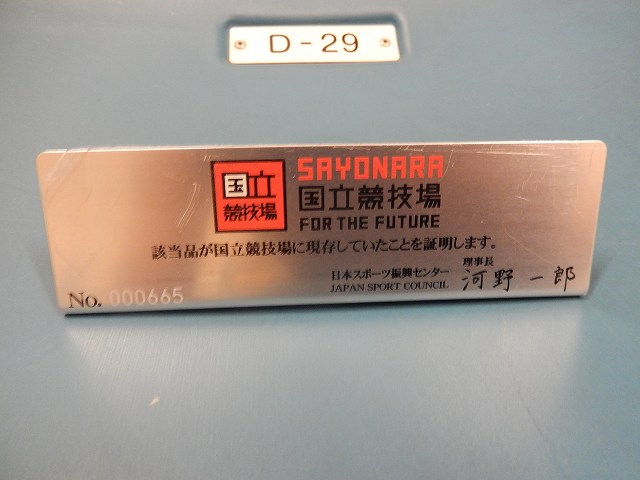 D-29
国立
競技場
SAYONARA
国立競技場
FOR THE FUTURE
該当品が国立競技場に現存していたことを証明します。
日本スポーツ振興センター
JAPAN SPORT COUNCIL
理事長
河野 一郎
No. 000665